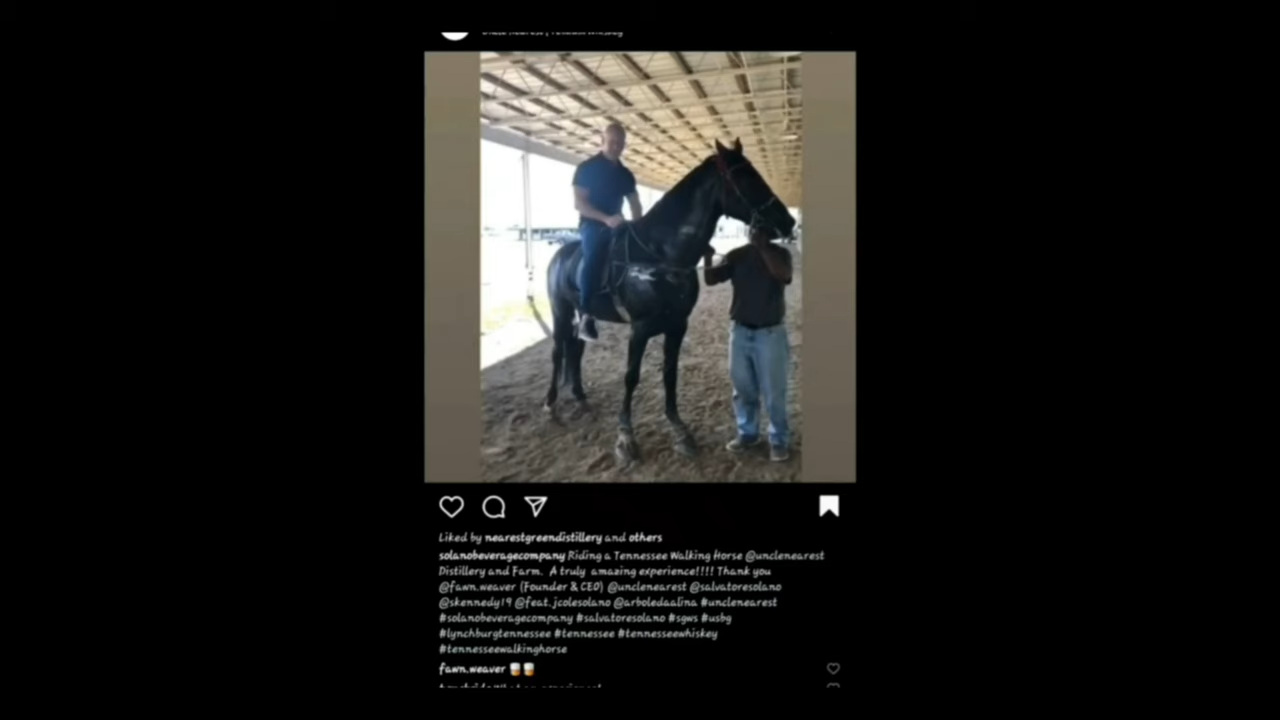 Liked by nearestgreendistillery and others
solanobeveragecompany Riding a Tennessee Walking Horse @unclenearest
Distillery and Farm. A truly amazing experience!!!! Thank you
@fawn.weaver (Founder & CEO) @unclenearest @salvatoresolano
@skennedy19 @feat.jcolesolano @arboledaalina #unclenearest
#solanobeveragecompany #salvatoresolano #sgws #usbg
#lynchburgtennessee #tennessee #tennesseewhiskey
#tennesseewalkinghorse
fawn.weaver 🥃🥃